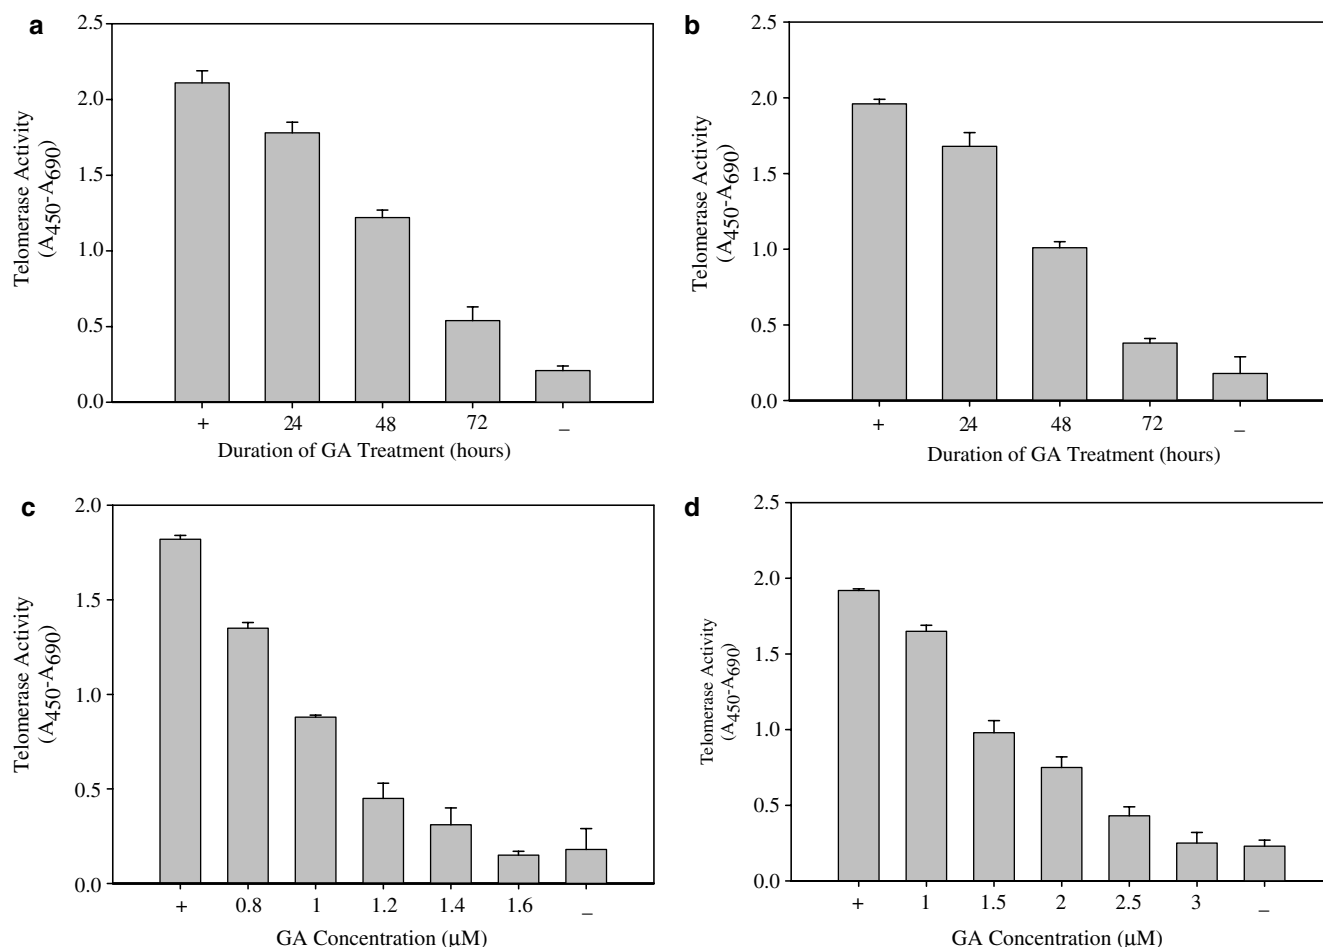 a
2.5
2.0
1.5
1.0
0.5
0.0
Telomerase Activity
(A450-A690)
+ 24 48 72 _
Duration of GA Treatment (hours)
b
2.5
2.0
1.5
1.0
0.5
0.0
Telomerase Activity
(A450-A690)
+ 24 48 72 _
Duration of GA Treatment (hours)
c
2.0
1.5
1.0
0.5
0.0
Telomerase Activity
(A450-A690)
+ 0.8 1 1.2 1.4 1.6 _
GA Concentration (μM)
d
2.5
2.0
1.5
1.0
0.5
0.0
Telomerase Activity
(A450-A690)
+ 1 1.5 2 2.5 3 _
GA Concentration (μM)